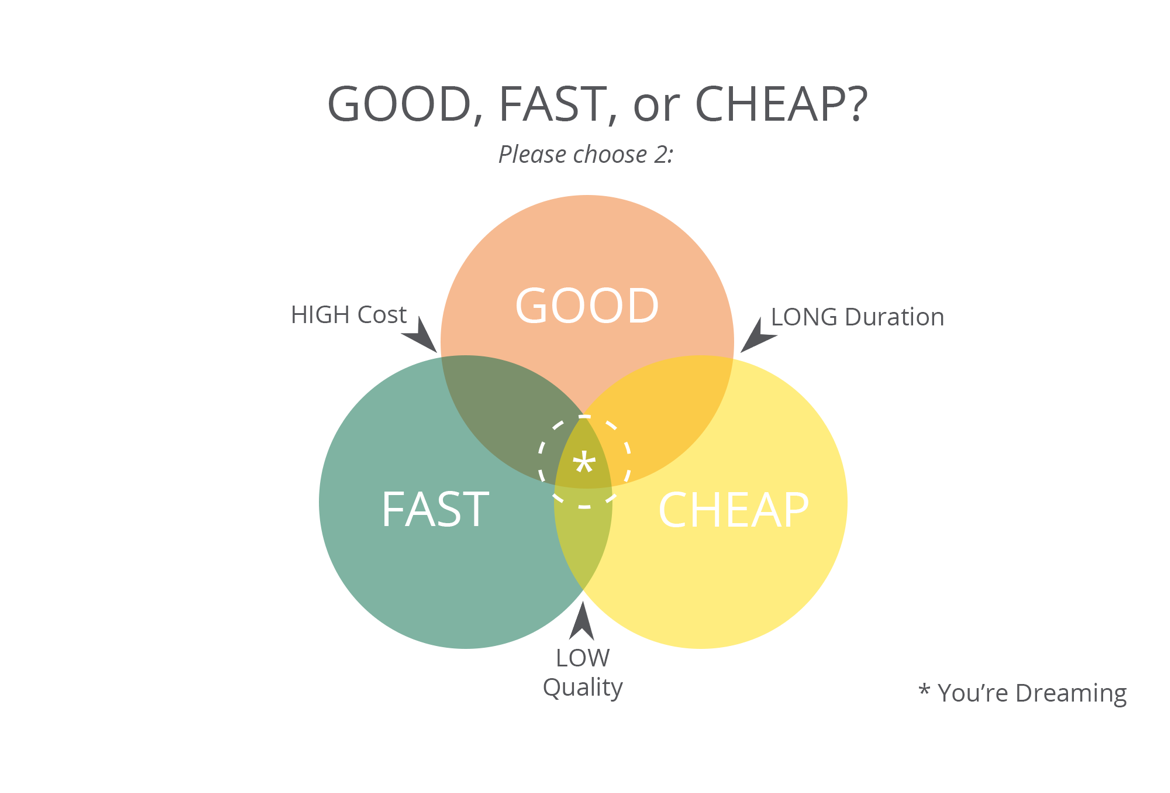 GOOD, FAST, or CHEAP?
Please choose 2:
GOOD
HIGH Cost
LONG Duration
*
FAST
CHEAP
LOW
Quality
* You’re Dreaming